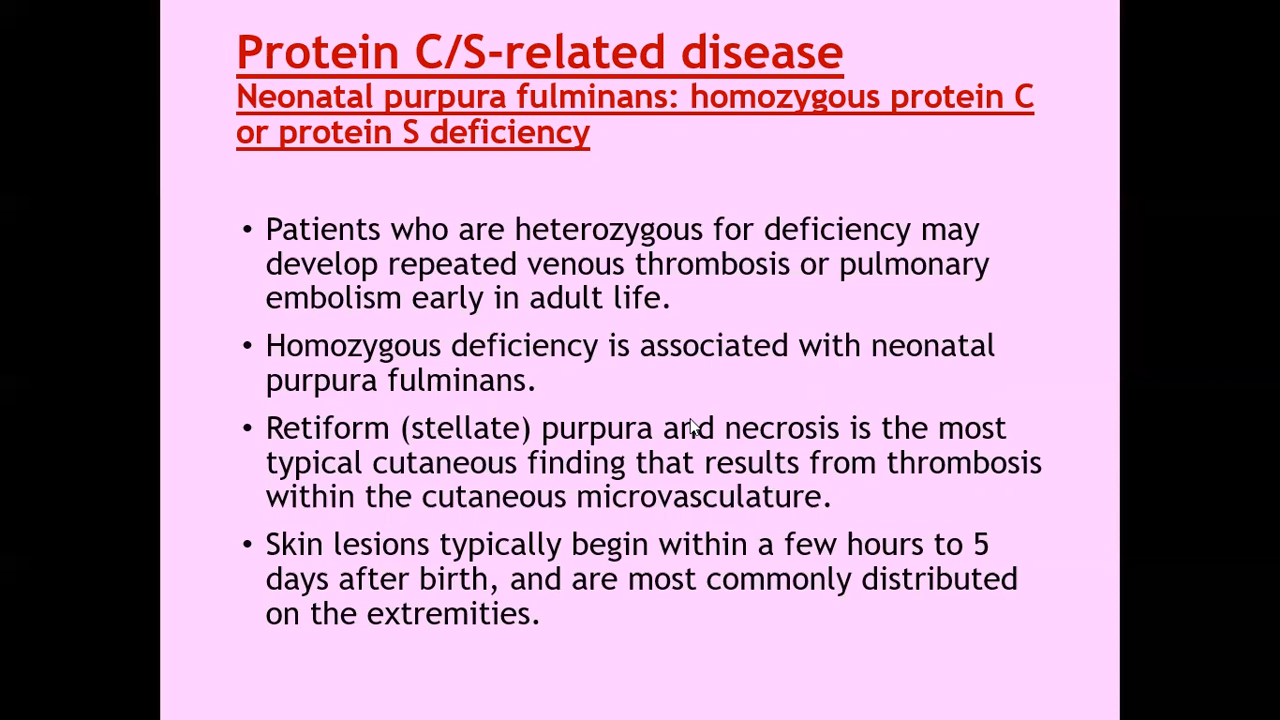 Protein C/S-related disease
Neonatal purpura fulminans: homozygous protein C
or protein S deficiency
• Patients who are heterozygous for deficiency may
develop repeated venous thrombosis or pulmonary
embolism early in adult life.
• Homozygous deficiency is associated with neonatal
purpura fulminans.
• Retiform (stellate) purpura and necrosis is the most
typical cutaneous finding that results from thrombosis
within the cutaneous microvasculature.
• Skin lesions typically begin within a few hours to 5
days after birth, and are most commonly distributed
on the extremities.